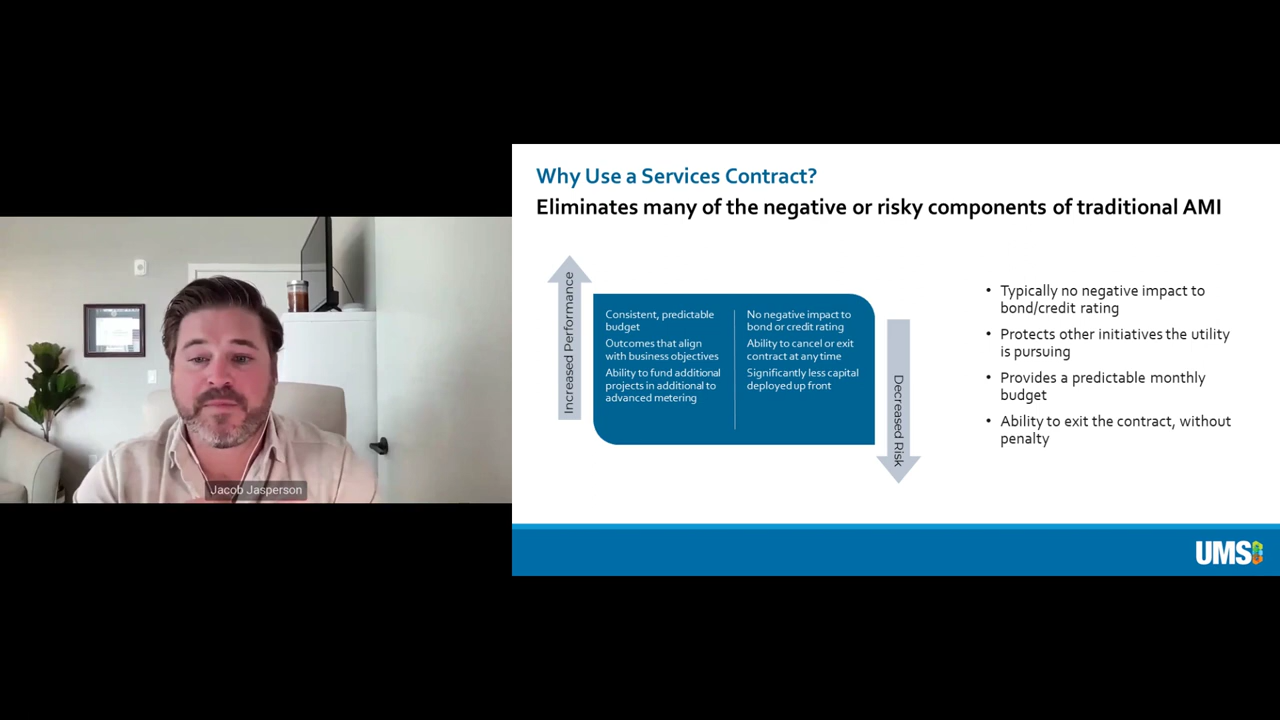 Jacob Jasperson
Why Use a Services Contract?
Eliminates many of the negative or risky components of traditional AMI
Increased Performance
Consistent, predictable
budget
Outcomes that align
with business objectives
Ability to fund additional
projects in additional to
advanced metering
No negative impact to
bond or credit rating
Ability to cancel or exit
contract at any time
Significantly less capital
deployed up front
Decreased Risk
• Typically no negative impact to
bond/credit rating
• Protects other initiatives the utility
is pursuing
• Provides a predictable monthly
budget
• Ability to exit the contract, without
penalty
UMS